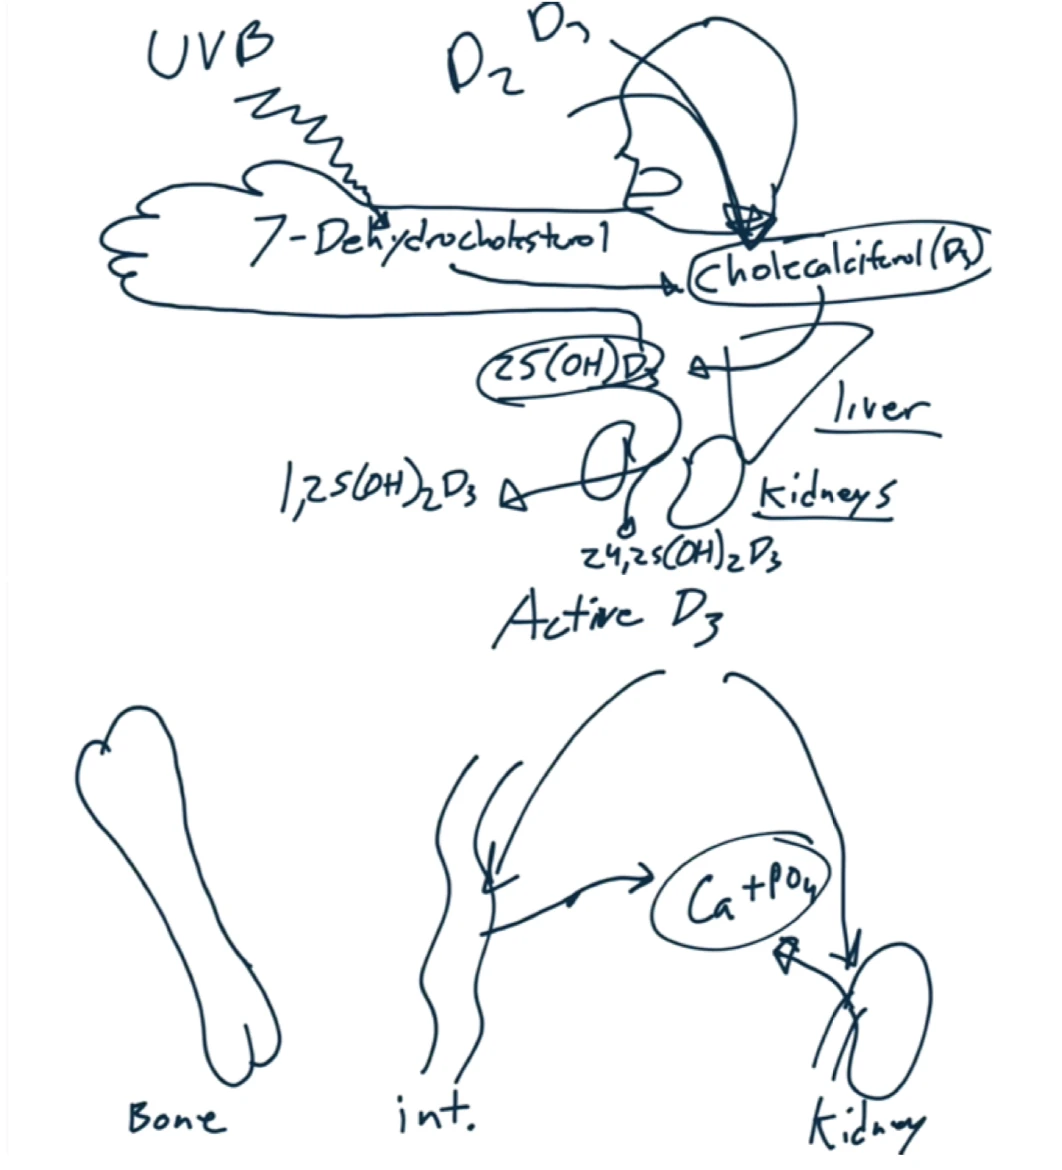 UVB
D₂ D₃
7-Dehydrocholesterol
Cholecalciferol (D₃)
25(OH)D₃
liver
1,25(OH)₂D₃
Kidneys
24,25(OH)₂D₃
Active D₃
Ca + PO₄
Bone
int.
Kidney